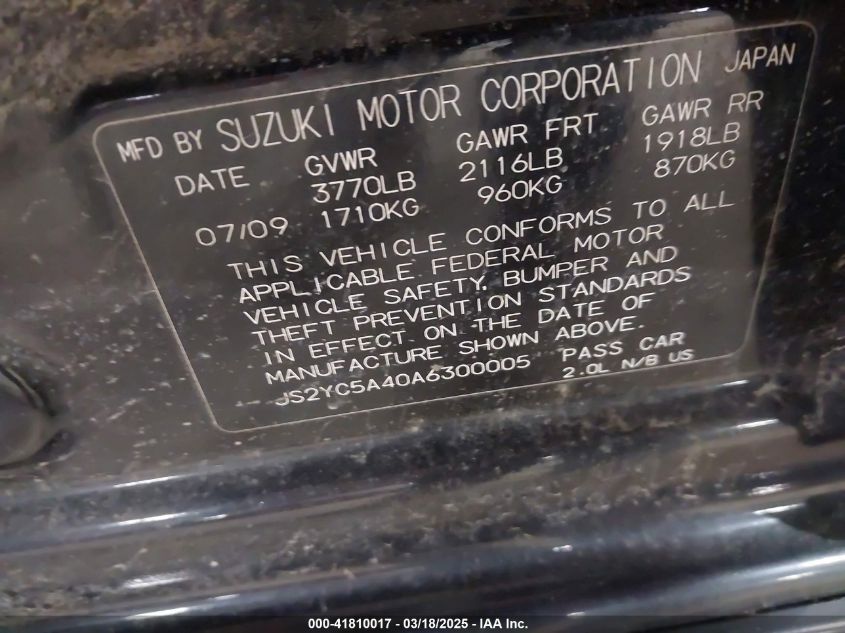 MFD BY SUZUKI MOTOR CORPORATION JAPAN
DATE GVWR GAWR FRT GAWR RR
3770LB 2116LB 1918LB
07/09 1710KG 960KG 870KG
THIS VEHICLE CONFORMS TO ALL
APPLICABLE FEDERAL MOTOR
VEHICLE SAFETY, BUMPER AND
THEFT PREVENTION STANDARDS
IN EFFECT ON THE DATE OF
MANUFACTURE SHOWN ABOVE.
JS2YC5A40A6300005 PASS CAR
2.0L N/B US
000-41810017 - 03/18/2025 - IAA Inc.